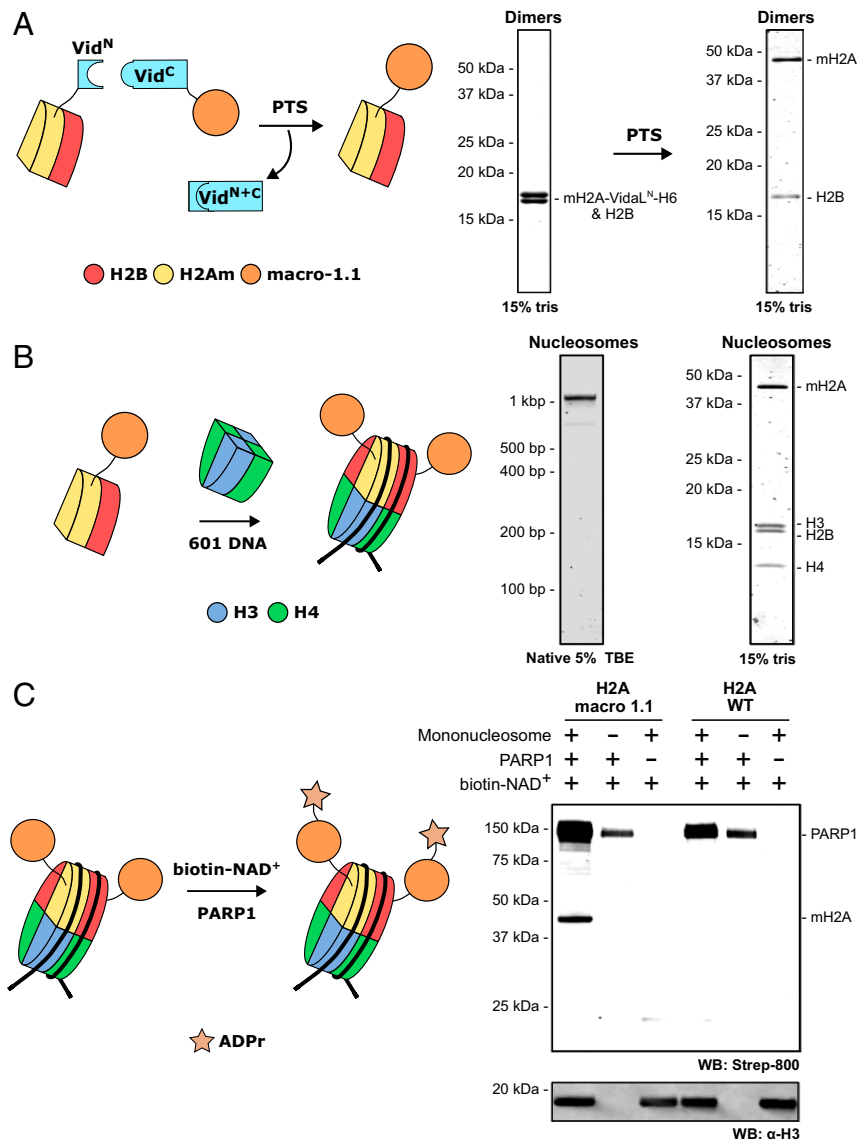 A
Vid^N
Vid^C
PTS
Vid^N+C
H2B
H2Am
macro-1.1
Dimers
50 kDa -
37 kDa -
25 kDa -
20 kDa -
15 kDa -
mH2A-VidaL^N-H6
& H2B
15% tris
PTS
Dimers
50 kDa -
37 kDa -
25 kDa -
20 kDa -
15 kDa -
mH2A
H2B
15% tris
B
601 DNA
H3
H4
Nucleosomes
1 kbp -
500 bp -
400 bp -
200 bp -
100 bp -
Native 5% TBE
Nucleosomes
50 kDa -
37 kDa -
25 kDa -
20 kDa -
15 kDa -
- mH2A
- H3
- H2B
- H4
15% tris
C
biotin-NAD+
PARP1
ADPr
H2A macro 1.1
H2A WT
Mononucleosome + – + + – +
PARP1 + + – + + –
biotin-NAD+ + + + + + +
150 kDa -
75 kDa -
50 kDa -
37 kDa -
25 kDa -
- PARP1
- mH2A
WB: Strep-800
20 kDa -
WB: α-H3